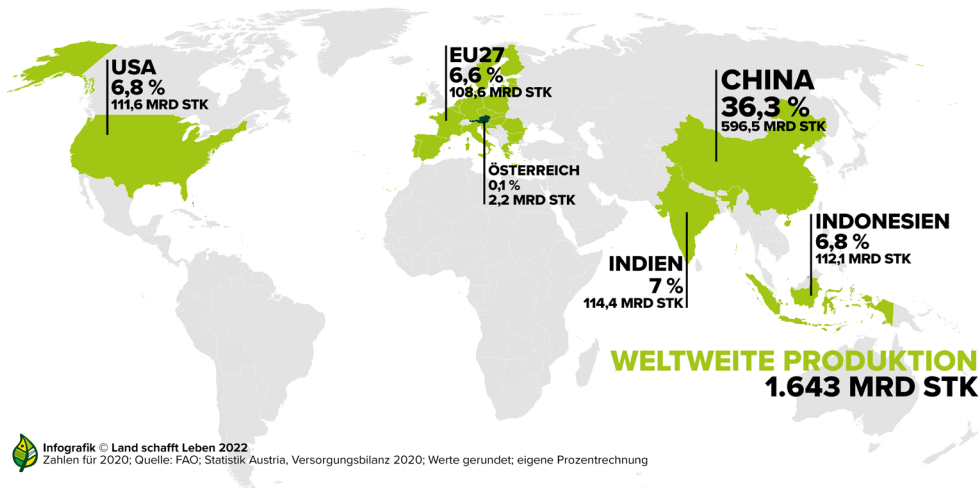 USA
6,8 %
111,6 MRD STK
EU27
6,6 %
108,6 MRD STK
CHINA
36,3 %
596,5 MRD STK
ÖSTERREICH
0,1 %
2,2 MRD STK
INDONESIEN
6,8 %
112,1 MRD STK
INDIEN
7 %
114,4 MRD STK
WELTWEITE PRODUKTION
1.643 MRD STK
Infografik © Land schafft Leben 2022
Zahlen für 2020; Quelle: FAO; Statistik Austria, Versorgungsbilanz 2020; Werte gerundet; eigene Prozentrechnung